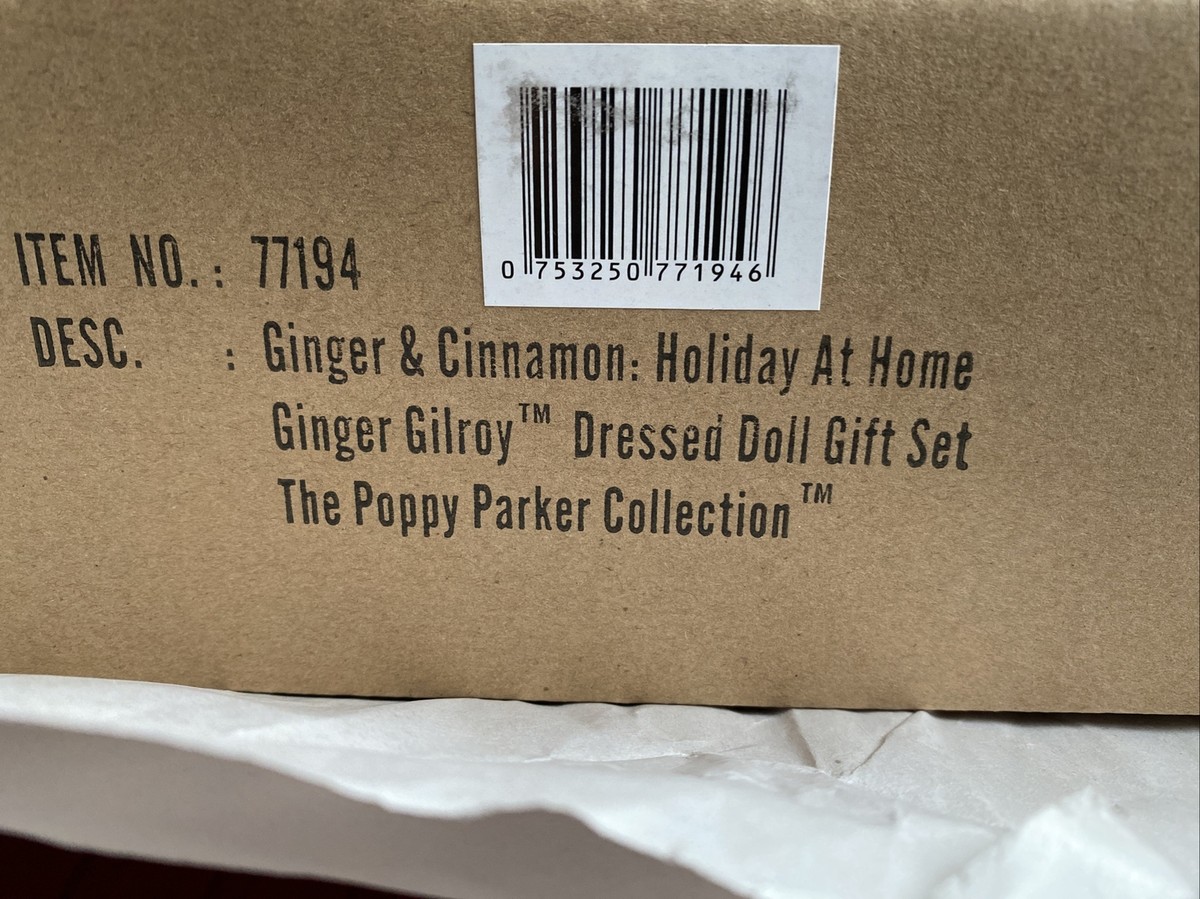 0 753250 771946
ITEM NO. : 77194
DESC. : Ginger & Cinnamon: Holiday At Home
Ginger Gilroy™ Dressed Doll Gift Set
The Poppy Parker Collection™